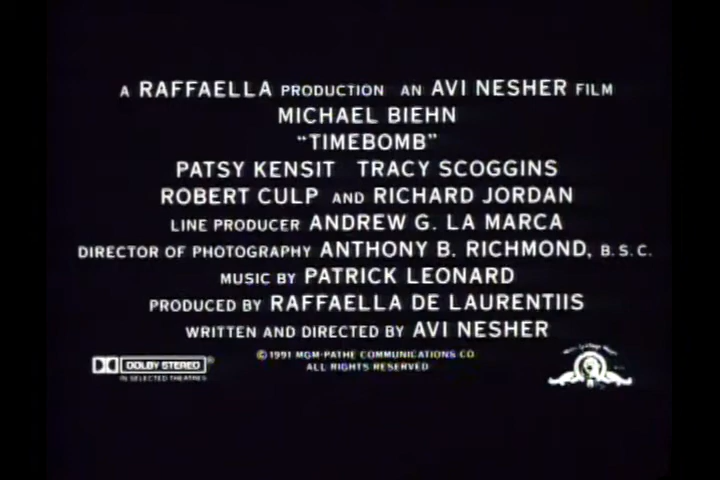 A RAFFAELLA PRODUCTION AN AVI NESHER FILM
MICHAEL BIEHN
"TIMEBOMB"
PATSY KENSIT TRACY SCOGGINS
ROBERT CULP AND RICHARD JORDAN
LINE PRODUCER ANDREW G. LA MARCA
DIRECTOR OF PHOTOGRAPHY ANTHONY B. RICHMOND, B.S.C.
MUSIC BY PATRICK LEONARD
PRODUCED BY RAFFAELLA DE LAURENTIIS
WRITTEN AND DIRECTED BY AVI NESHER
DOLBY STEREO®
IN SELECTED THEATRES
©1991 MGM-PATHE COMMUNICATIONS CO
ALL RIGHTS RESERVED